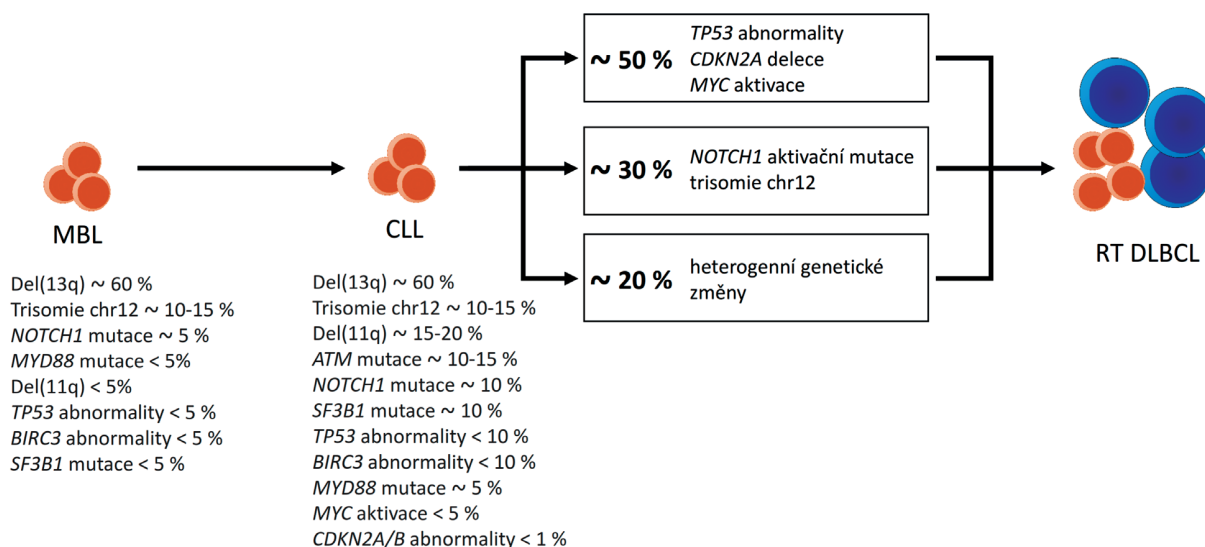 MBL
Del(13q) ~ 60 %
Trisomie chr12 ~ 10-15 %
NOTCH1 mutace ~ 5 %
MYD88 mutace < 5%
Del(11q) < 5%
TP53 abnormality < 5 %
BIRC3 abnormality < 5 %
SF3B1 mutace < 5 %
CLL
Del(13q) ~ 60 %
Trisomie chr12 ~ 10-15 %
Del(11q) ~ 15-20 %
ATM mutace ~ 10-15 %
NOTCH1 mutace ~ 10 %
SF3B1 mutace ~ 10 %
TP53 abnormality < 10 %
BIRC3 abnormality < 10 %
MYD88 mutace ~ 5 %
MYC aktivace < 5 %
CDKN2A/B abnormality < 1 %
~ 50 %
TP53 abnormality
CDKN2A delece
MYC aktivace
~ 30 %
NOTCH1 aktivační mutace
trisomie chr12
~ 20 %
heterogenní genetické
změny
RT DLBCL